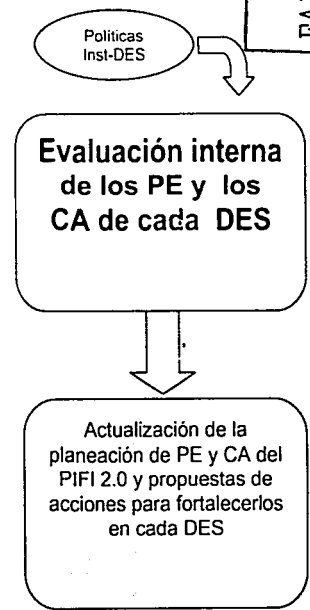 Políticas
Inst-DES
Evaluación interna
de los PE y los
CA de cada DES
Actualización de la
planeación de PE y CA del
PIFI 2.0 y propuestas de
acciones para fortalecerlos
en cada DES